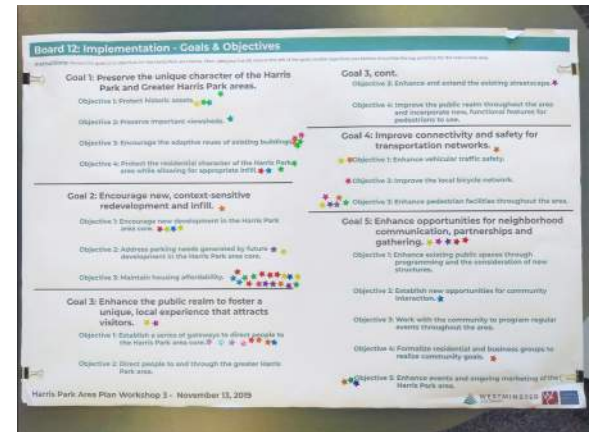 Board 12: Implementation - Goals & Objectives
Goal 1: Preserve the unique character of the Harris
Park and Greater Harris Park areas.
Objective 1: Protect historic assets.
Objective 2: Preserve important viewsheds.
Objective 3: Encourage the adaptive reuse of existing buildings.
Objective 4: Protect the residential character of the Harris Park
area while allowing for appropriate infill.
Goal 2: Encourage new, context-sensitive
redevelopment and infill.
Objective 1: Encourage new development in the Harris Park
area core.
Objective 2: Address parking needs generated by future
development in the Harris Park area core.
Objective 3: Maintain housing affordability.
Goal 3: Enhance the public realm to foster a
unique, local experience that attracts
visitors.
Objective 1: Establish a series of gateways to direct people to
the Harris Park area core.
Objective 2: Direct people to and through the greater Harris
Park area.
Harris Park Area Plan Workshop 3 - November 13, 2019
Goal 3, cont.
Objective 3: Enhance and extend the existing streetscape.
Objective 4: Improve the public realm throughout the area
and incorporate new, functional features for
pedestrians to use.
Goal 4: Improve connectivity and safety for
transportation networks.
Objective 1: Enhance vehicular traffic safety.
Objective 2: Improve the local bicycle network.
Objective 3: Enhance pedestrian facilities throughout the area.
Goal 5: Enhance opportunities for neighborhood
communication, partnerships and
gathering.
Objective 1: Enhance existing public spaces through
programming and the consideration of new
structures.
Objective 2: Establish new opportunities for community
interaction.
Objective 3: Work with the community to program regular
events throughout the area.
Objective 4: Formalize residential and business groups to
realize community goals.
Objective 5: Enhance events and ongoing marketing of the
Harris Park area.
WESTMINSTER